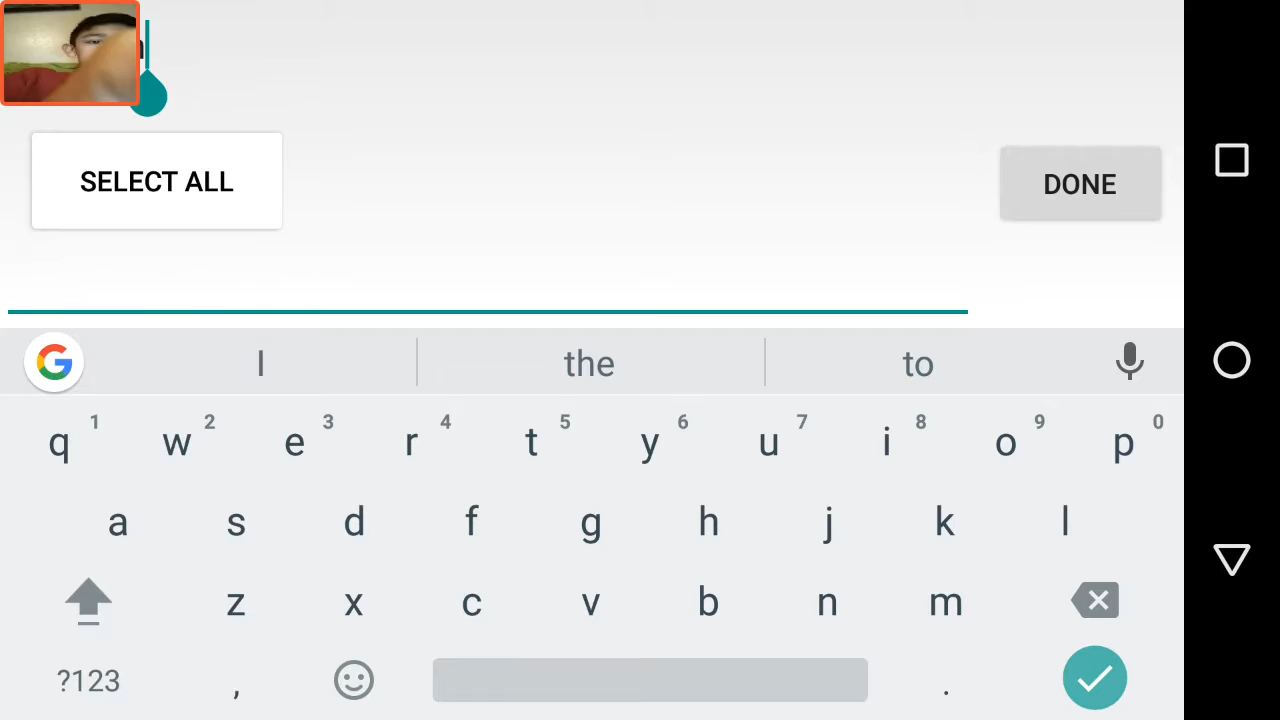 SELECT ALL
DONE
I the to
1 2 3 4 5 6 7 8 9 0
q w e r t y u i o p
a s d f g h j k l
z x c v b n m
?123 , .